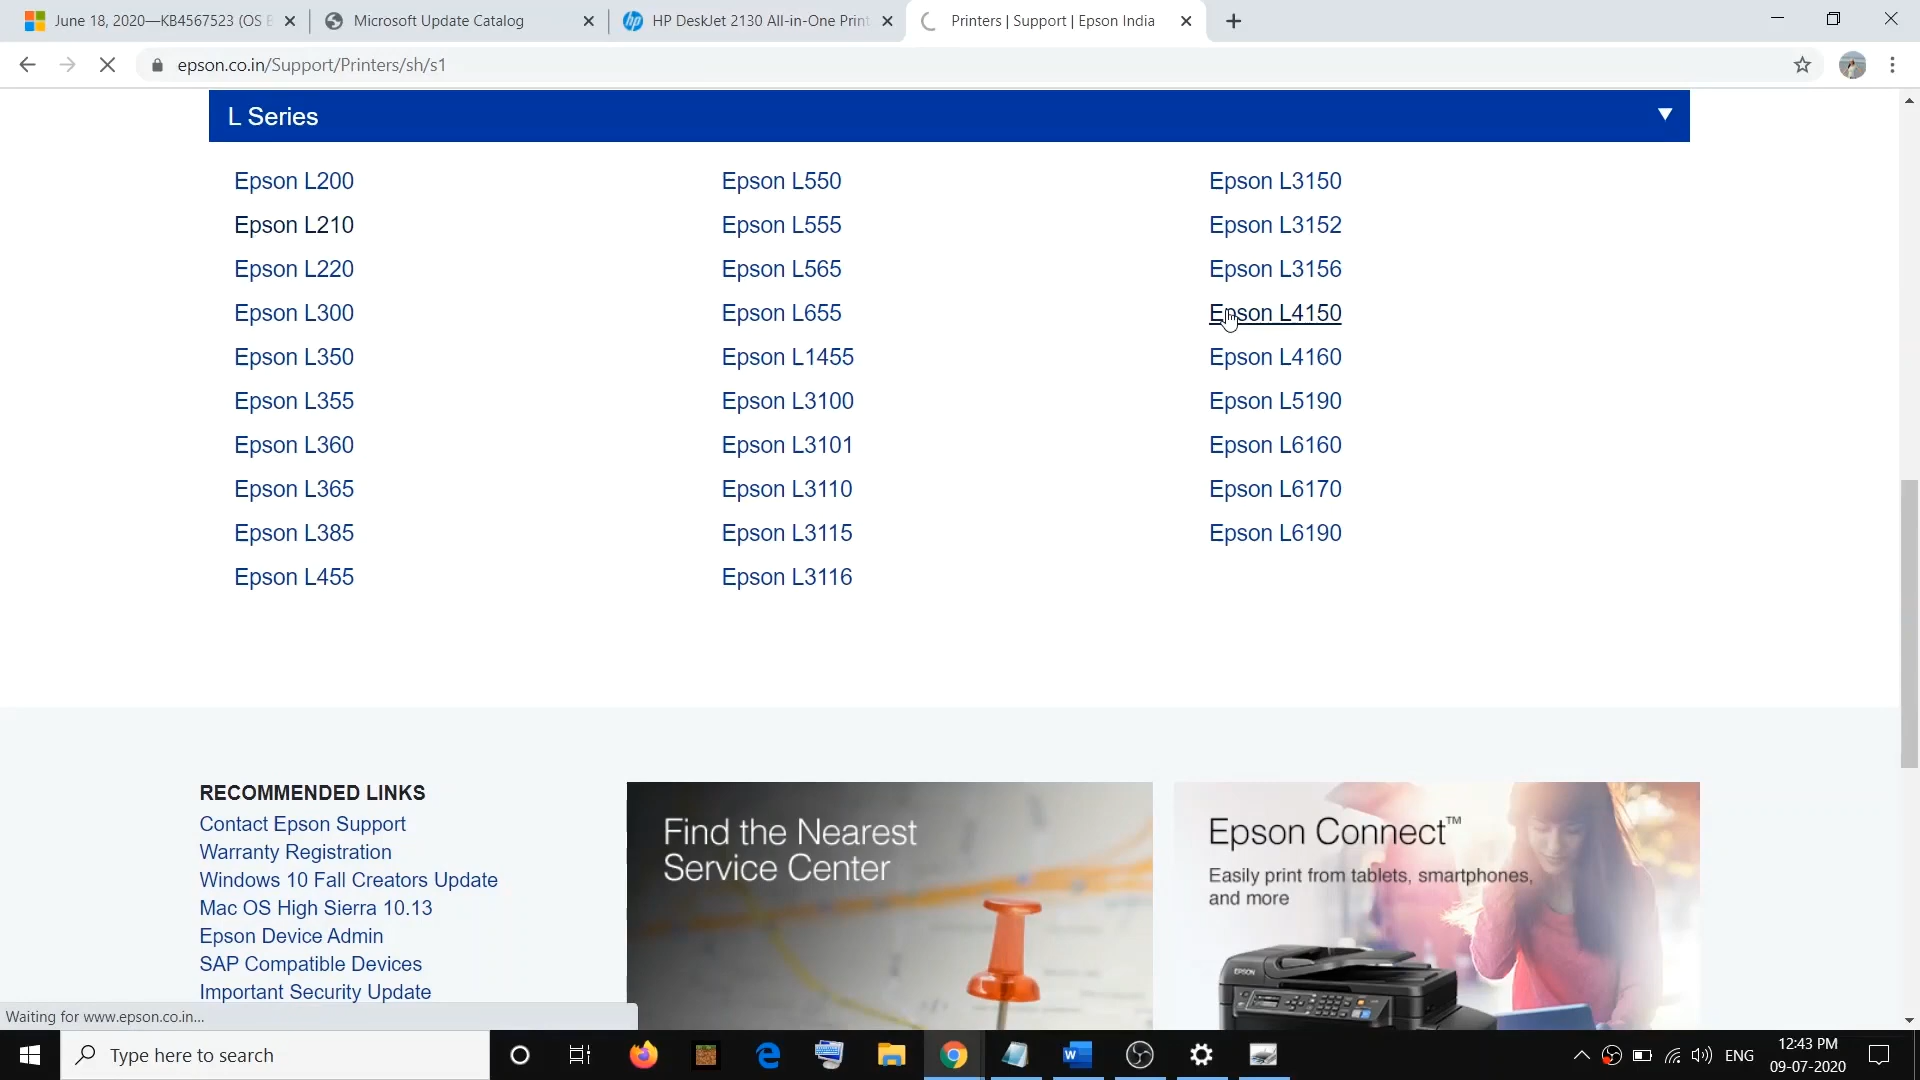 June 18, 2020—KB4567523 (OS B
Microsoft Update Catalog
hp HP DeskJet 2130 All-in-One Print
Printers | Support | Epson India
epson.co.in/Support/Printers/sh/s1
L Series
Epson L200
Epson L210
Epson L220
Epson L300
Epson L350
Epson L355
Epson L360
Epson L365
Epson L385
Epson L455
Epson L550
Epson L555
Epson L565
Epson L655
Epson L1455
Epson L3100
Epson L3101
Epson L3110
Epson L3115
Epson L3116
Epson L3150
Epson L3152
Epson L3156
Epson L4150
Epson L4160
Epson L5190
Epson L6160
Epson L6170
Epson L6190
RECOMMENDED LINKS
Contact Epson Support
Warranty Registration
Windows 10 Fall Creators Update
Mac OS High Sierra 10.13
Epson Device Admin
SAP Compatible Devices
Important Security Update
Find the Nearest
Service Center
Epson Connect™
Easily print from tablets, smartphones,
and more
EPSON
Waiting for www.epson.co.in...
Type here to search
W
ENG
12:43 PM
09-07-2020